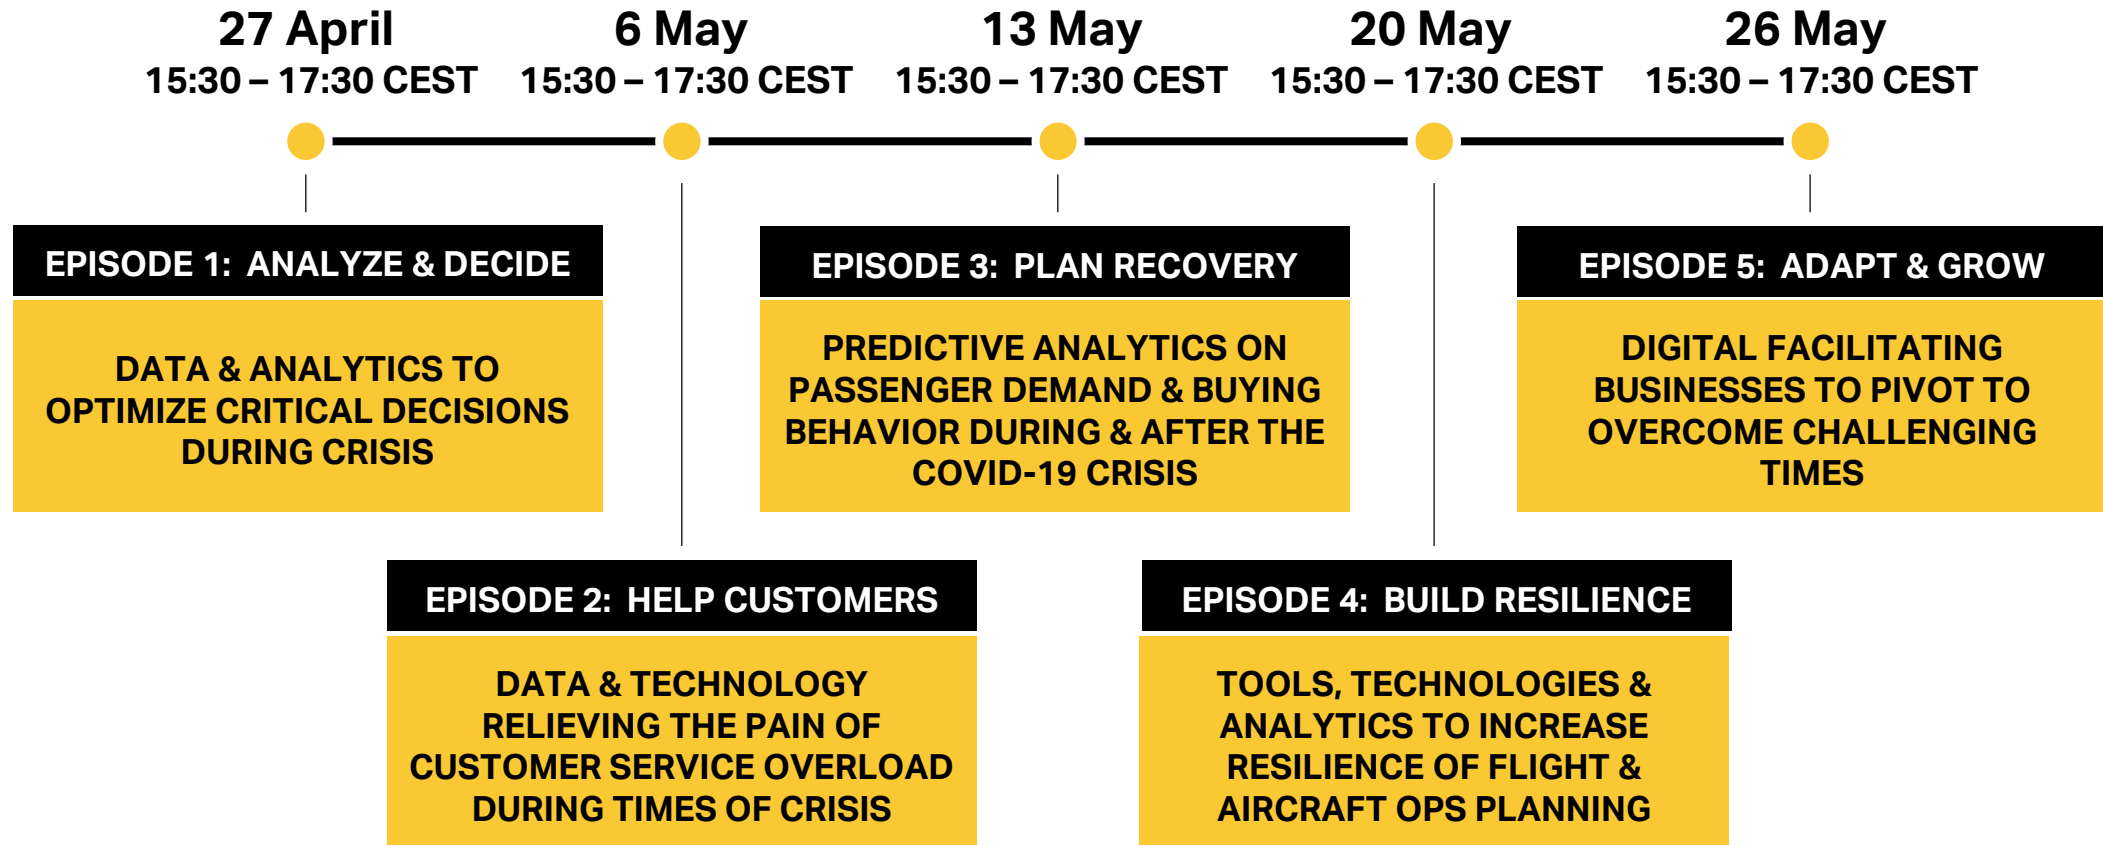 27 April
15:30 – 17:30 CEST
6 May
15:30 – 17:30 CEST
13 May
15:30 – 17:30 CEST
20 May
15:30 – 17:30 CEST
26 May
15:30 – 17:30 CEST
EPISODE 1: ANALYZE & DECIDE
DATA & ANALYTICS TO
OPTIMIZE CRITICAL DECISIONS
DURING CRISIS
EPISODE 2: HELP CUSTOMERS
DATA & TECHNOLOGY
RELIEVING THE PAIN OF
CUSTOMER SERVICE OVERLOAD
DURING TIMES OF CRISIS
EPISODE 3: PLAN RECOVERY
PREDICTIVE ANALYTICS ON
PASSENGER DEMAND & BUYING
BEHAVIOR DURING & AFTER THE
COVID-19 CRISIS
EPISODE 4: BUILD RESILIENCE
TOOLS, TECHNOLOGIES &
ANALYTICS TO INCREASE
RESILIENCE OF FLIGHT &
AIRCRAFT OPS PLANNING
EPISODE 5: ADAPT & GROW
DIGITAL FACILITATING
BUSINESSES TO PIVOT TO
OVERCOME CHALLENGING
TIMES